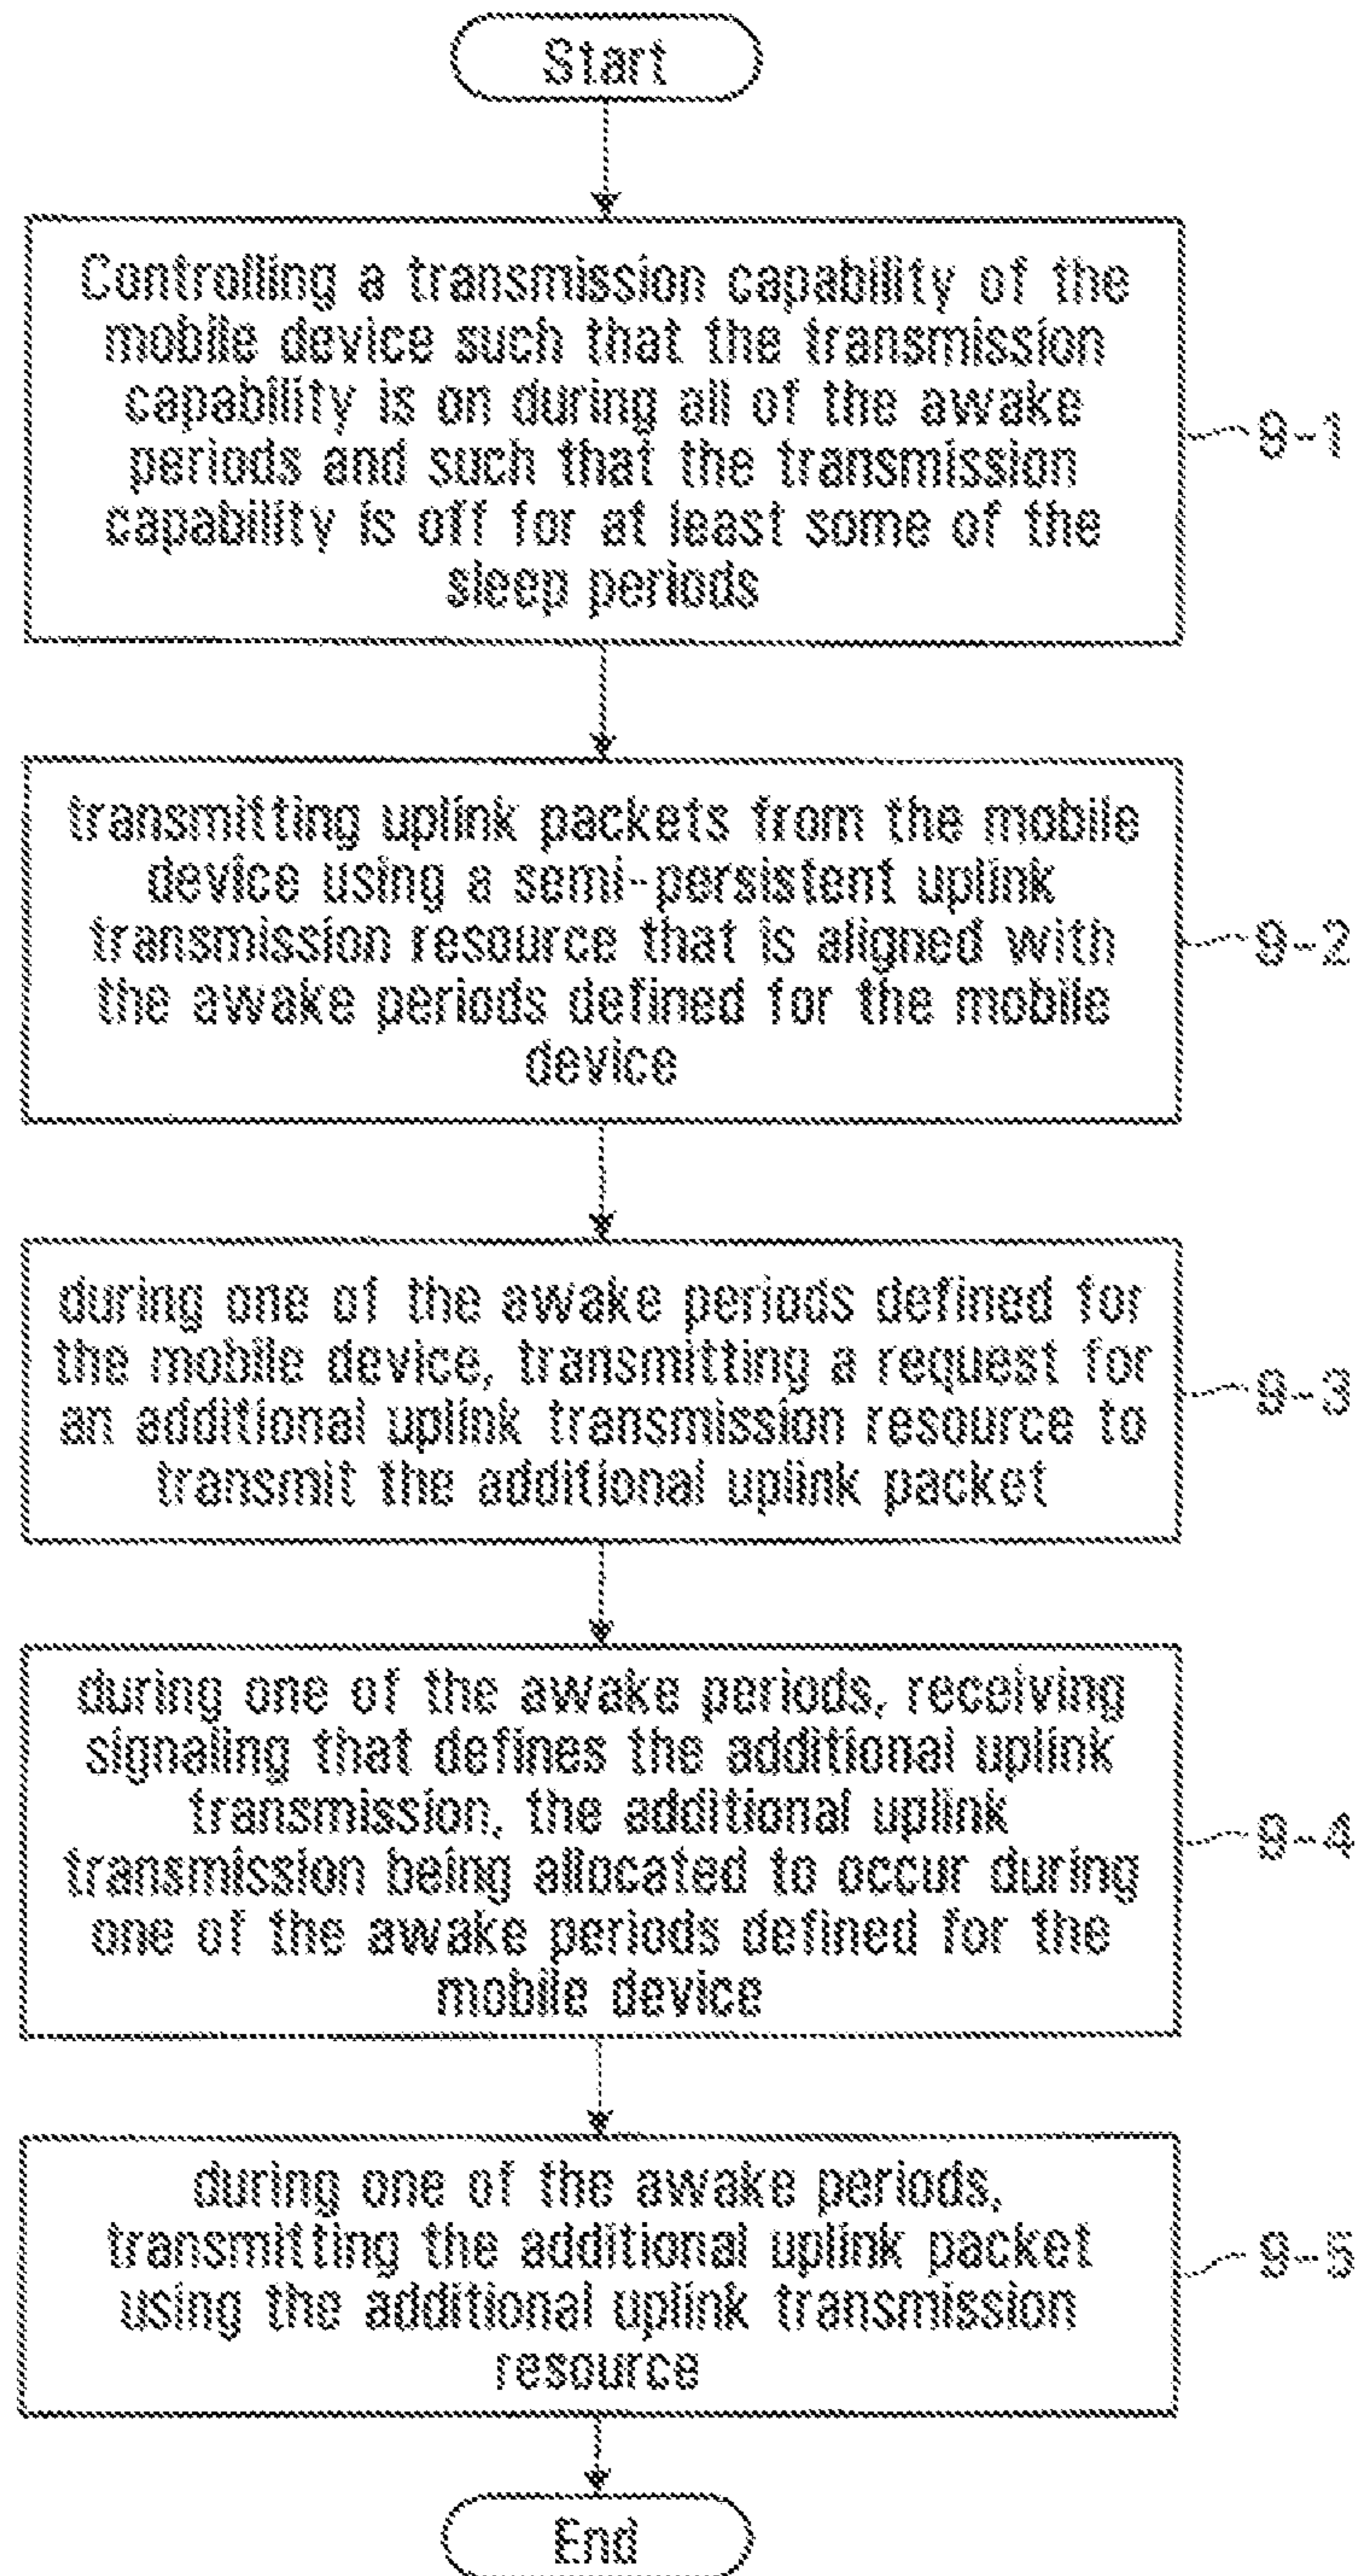 Start
Controlling a transmission capability of the
mobile device such that the transmission
capability is on during all of the awake
periods and such that the transmission
capability is off for at least some of the
sleep periods
9-1
transmitting uplink packets from the mobile
device using a semi-persistent uplink
transmission resource that is aligned with
the awake periods defined for the mobile
device
9-2
during one of the awake periods defined for
the mobile device, transmitting a request for
an additional uplink transmission resource to
transmit the additional uplink packet
9-3
during one of the awake periods, receiving
signaling that defines the additional uplink
transmission, the additional uplink
transmission being allocated to occur during
one of the awake periods defined for the
mobile device
9-4
during one of the awake periods,
transmitting the additional uplink packet
using the additional uplink transmission
resource
9-5
End